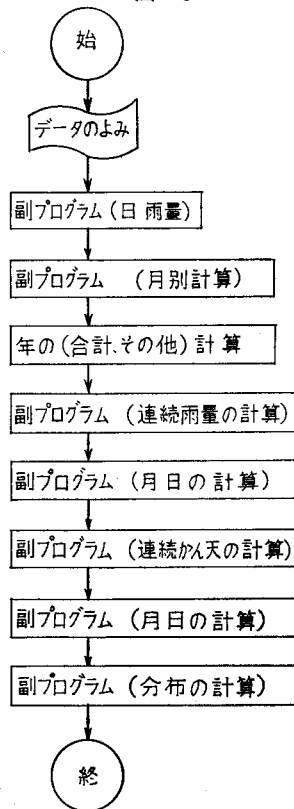 始
データのよみ
副プログラム (日雨量)
副プログラム (月別計算)
年の(合計、その他)計算
副プログラム (連続雨量の計算)
副プログラム (月日の計算)
副プログラム (連続かん天の計算)
副プログラム (月日の計算)
副プログラム (分布の計算)
終